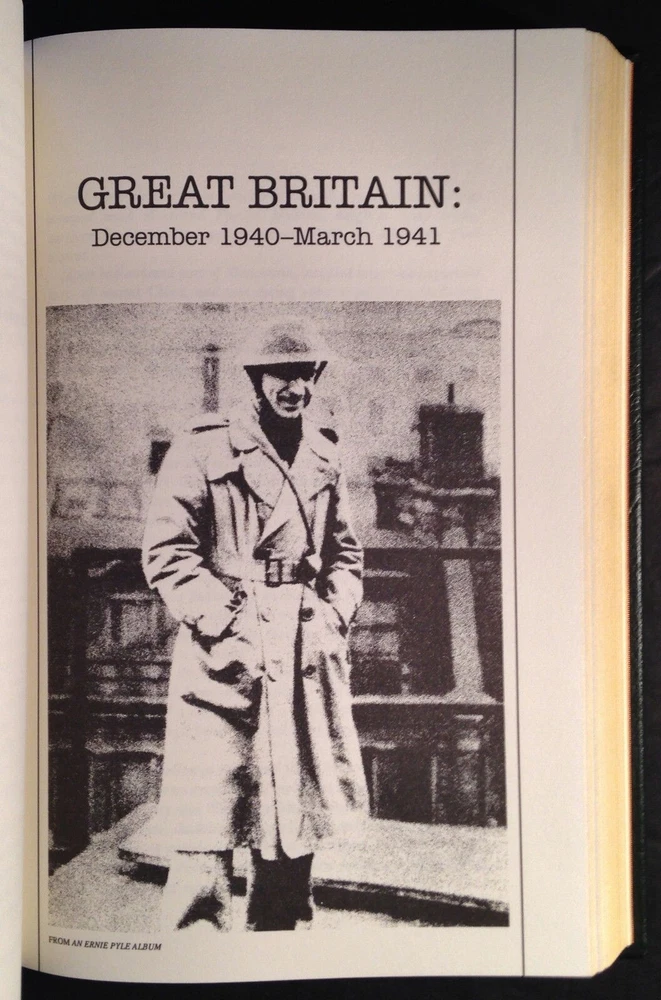 GREAT BRITAIN:
December 1940–March 1941
FROM AN ERNIE PYLE ALBUM